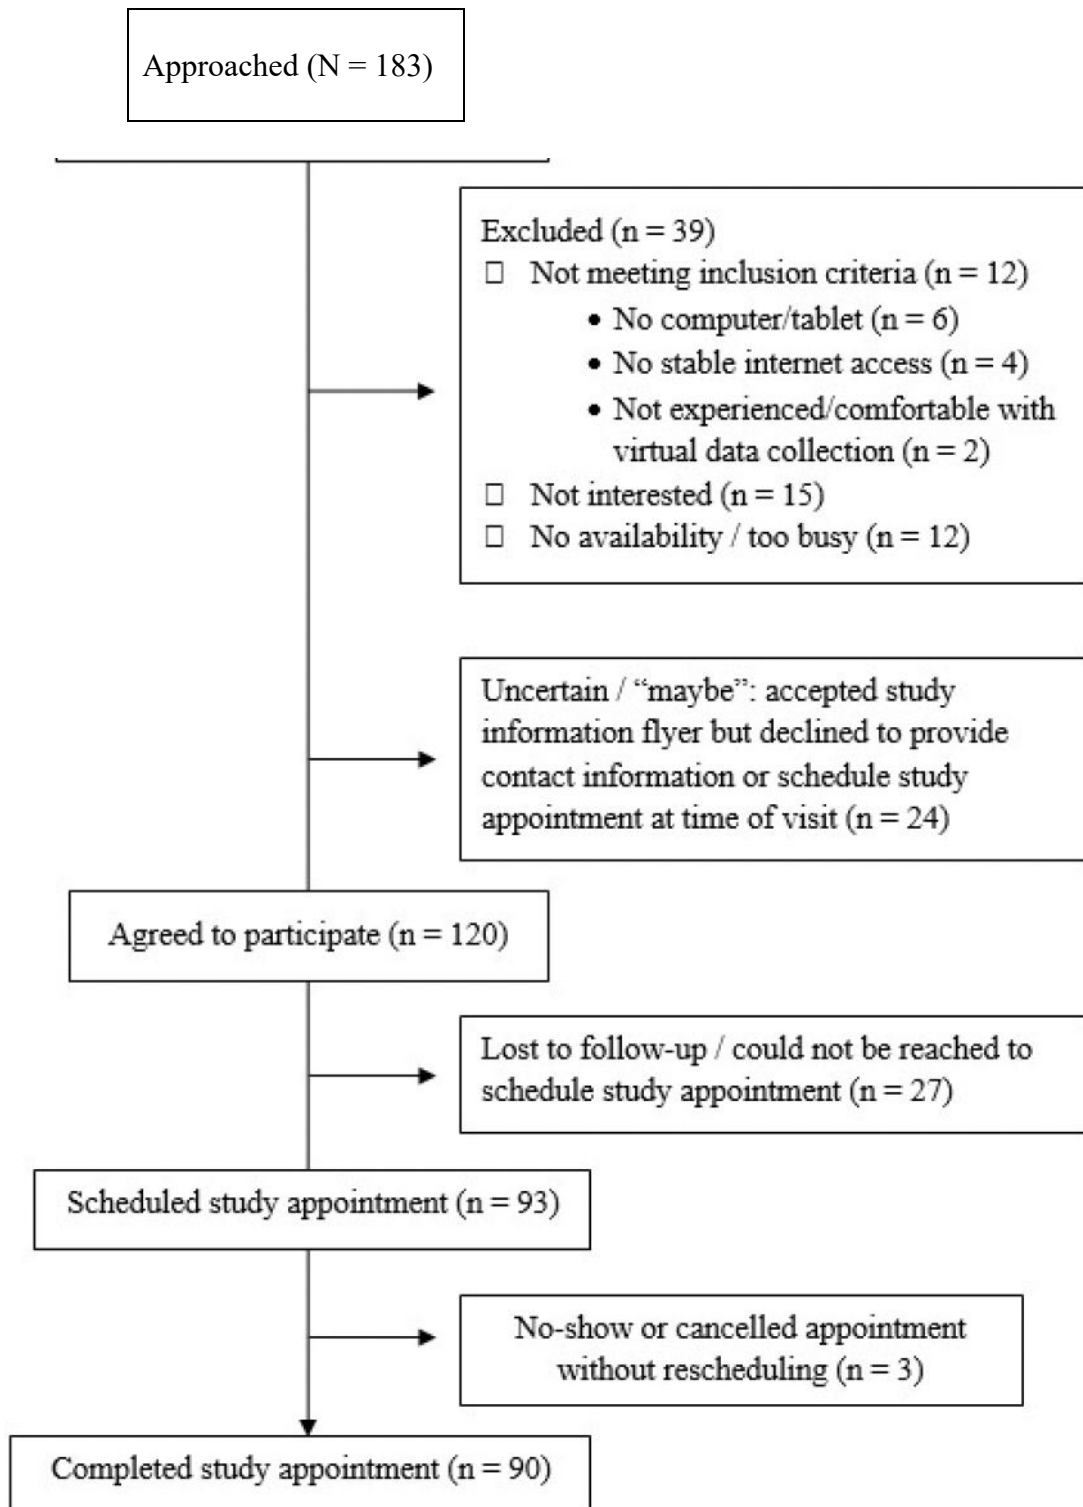 Approached (N = 183)
Excluded (n = 39)
☐ Not meeting inclusion criteria (n = 12)
• No computer/tablet (n = 6)
• No stable internet access (n = 4)
• Not experienced/comfortable with
virtual data collection (n = 2)
☐ Not interested (n = 15)
☐ No availability / too busy (n = 12)
Uncertain / “maybe”: accepted study
information flyer but declined to provide
contact information or schedule study
appointment at time of visit (n = 24)
Agreed to participate (n = 120)
Lost to follow-up / could not be reached to
schedule study appointment (n = 27)
Scheduled study appointment (n = 93)
No-show or cancelled appointment
without rescheduling (n = 3)
Completed study appointment (n = 90)